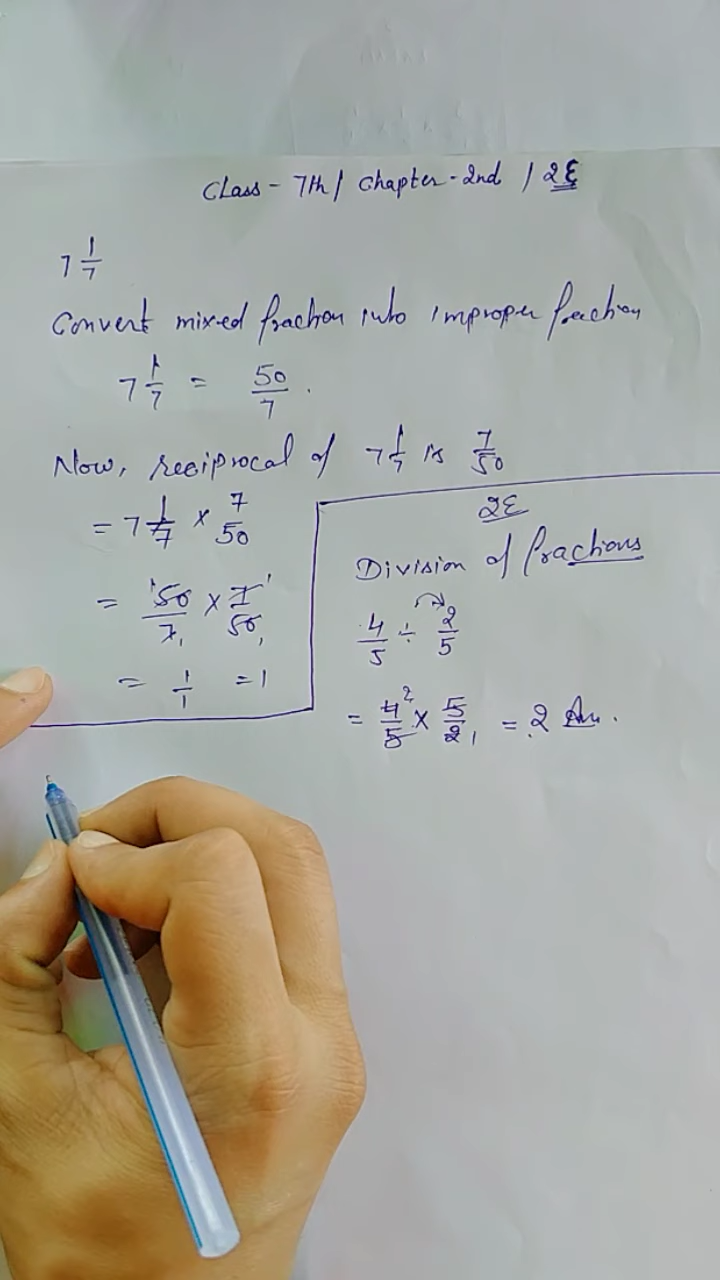 Class - 7th / Chapter - 2nd / 2E
7 1/7
Convert mixed fraction into improper fraction
7 1/7 = 50/7 .
Now, reciprocal of 7 1/7 is 7/50
= 7 1/7 × 7/50
= 50/7 × 7/50
= 1/1 = 1
2E
Division of fractions
4/5 ÷ 2/5
= 4/5 × 5/2 = 2 Ans.